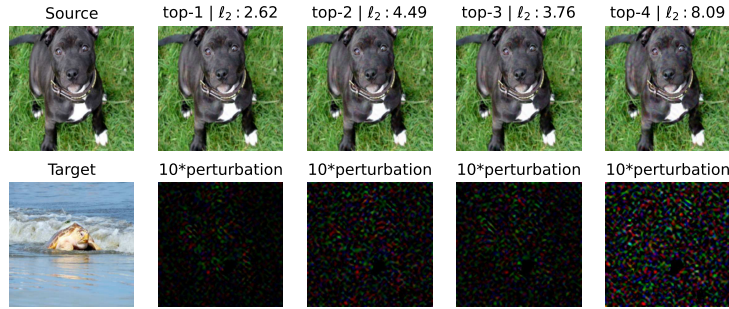 Source
top-1 | ℓ₂ : 2.62
top-2 | ℓ₂ : 4.49
top-3 | ℓ₂ : 3.76
top-4 | ℓ₂ : 8.09
Target
10*perturbation
10*perturbation
10*perturbation
10*perturbation